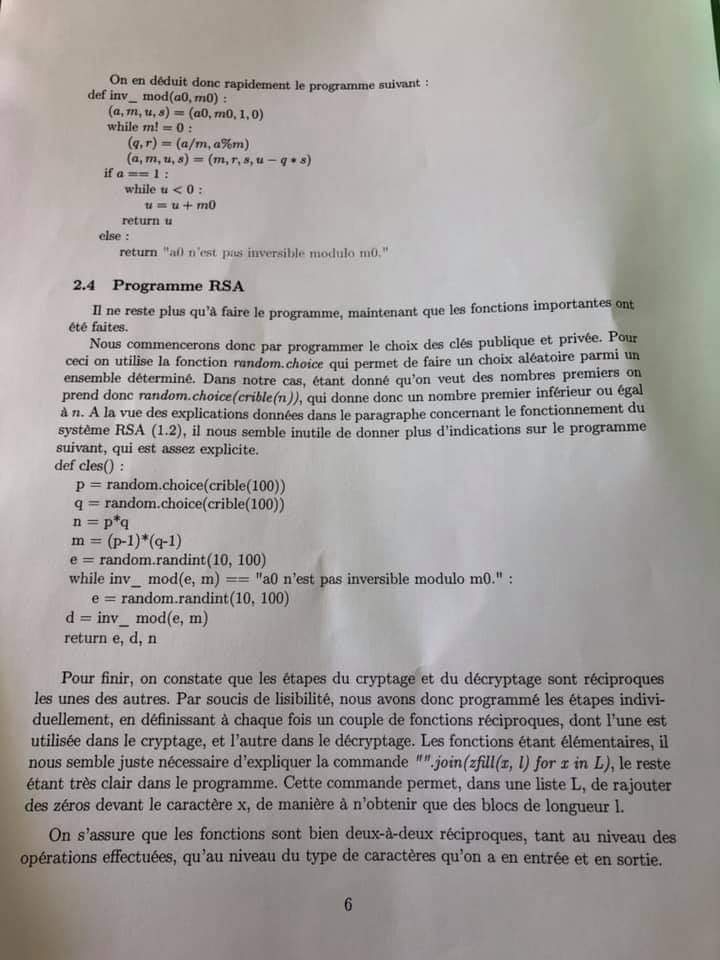 On en déduit donc rapidement le programme suivant :
def inv_ mod(a0, m0) :
(a, m, u, s) = (a0, m0, 1, 0)
while m! = 0 :
(q, r) = (a/m, a%m)
(a, m, u, s) = (m, r, s, u − q ∗ s)
if a == 1 :
while u < 0 :
u = u + m0
return u
else :
return "a0 n'est pas inversible modulo m0."
2.4 Programme RSA
Il ne reste plus qu'à faire le programme, maintenant que les fonctions importantes ont
été faites.
Nous commencerons donc par programmer le choix des clés publique et privée. Pour
ceci on utilise la fonction random.choice qui permet de faire un choix aléatoire parmi un
ensemble déterminé. Dans notre cas, étant donné qu'on veut des nombres premiers on
prend donc random.choice(crible(n)), qui donne donc un nombre premier inférieur ou égal
à n. A la vue des explications données dans le paragraphe concernant le fonctionnement du
système RSA (1.2), il nous semble inutile de donner plus d'indications sur le programme
suivant, qui est assez explicite.
def cles() :
p = random.choice(crible(100))
q = random.choice(crible(100))
n = p*q
m = (p-1)*(q-1)
e = random.randint(10, 100)
while inv_ mod(e, m) == "a0 n'est pas inversible modulo m0." :
e = random.randint(10, 100)
d = inv_ mod(e, m)
return e, d, n
Pour finir, on constate que les étapes du cryptage et du décryptage sont réciproques
les unes des autres. Par soucis de lisibilité, nous avons donc programmé les étapes indivi-
duellement, en définissant à chaque fois un couple de fonctions réciproques, dont l'une est
utilisée dans le cryptage, et l'autre dans le décryptage. Les fonctions étant élémentaires, il
nous semble juste nécessaire d'expliquer la commande "".join(zfill(x, l) for x in L), le reste
étant très clair dans le programme. Cette commande permet, dans une liste L, de rajouter
des zéros devant le caractère x, de manière à n'obtenir que des blocs de longueur l.
On s'assure que les fonctions sont bien deux-à-deux réciproques, tant au niveau des
opérations effectuées, qu'au niveau du type de caractères qu'on a en entrée et en sortie.
6